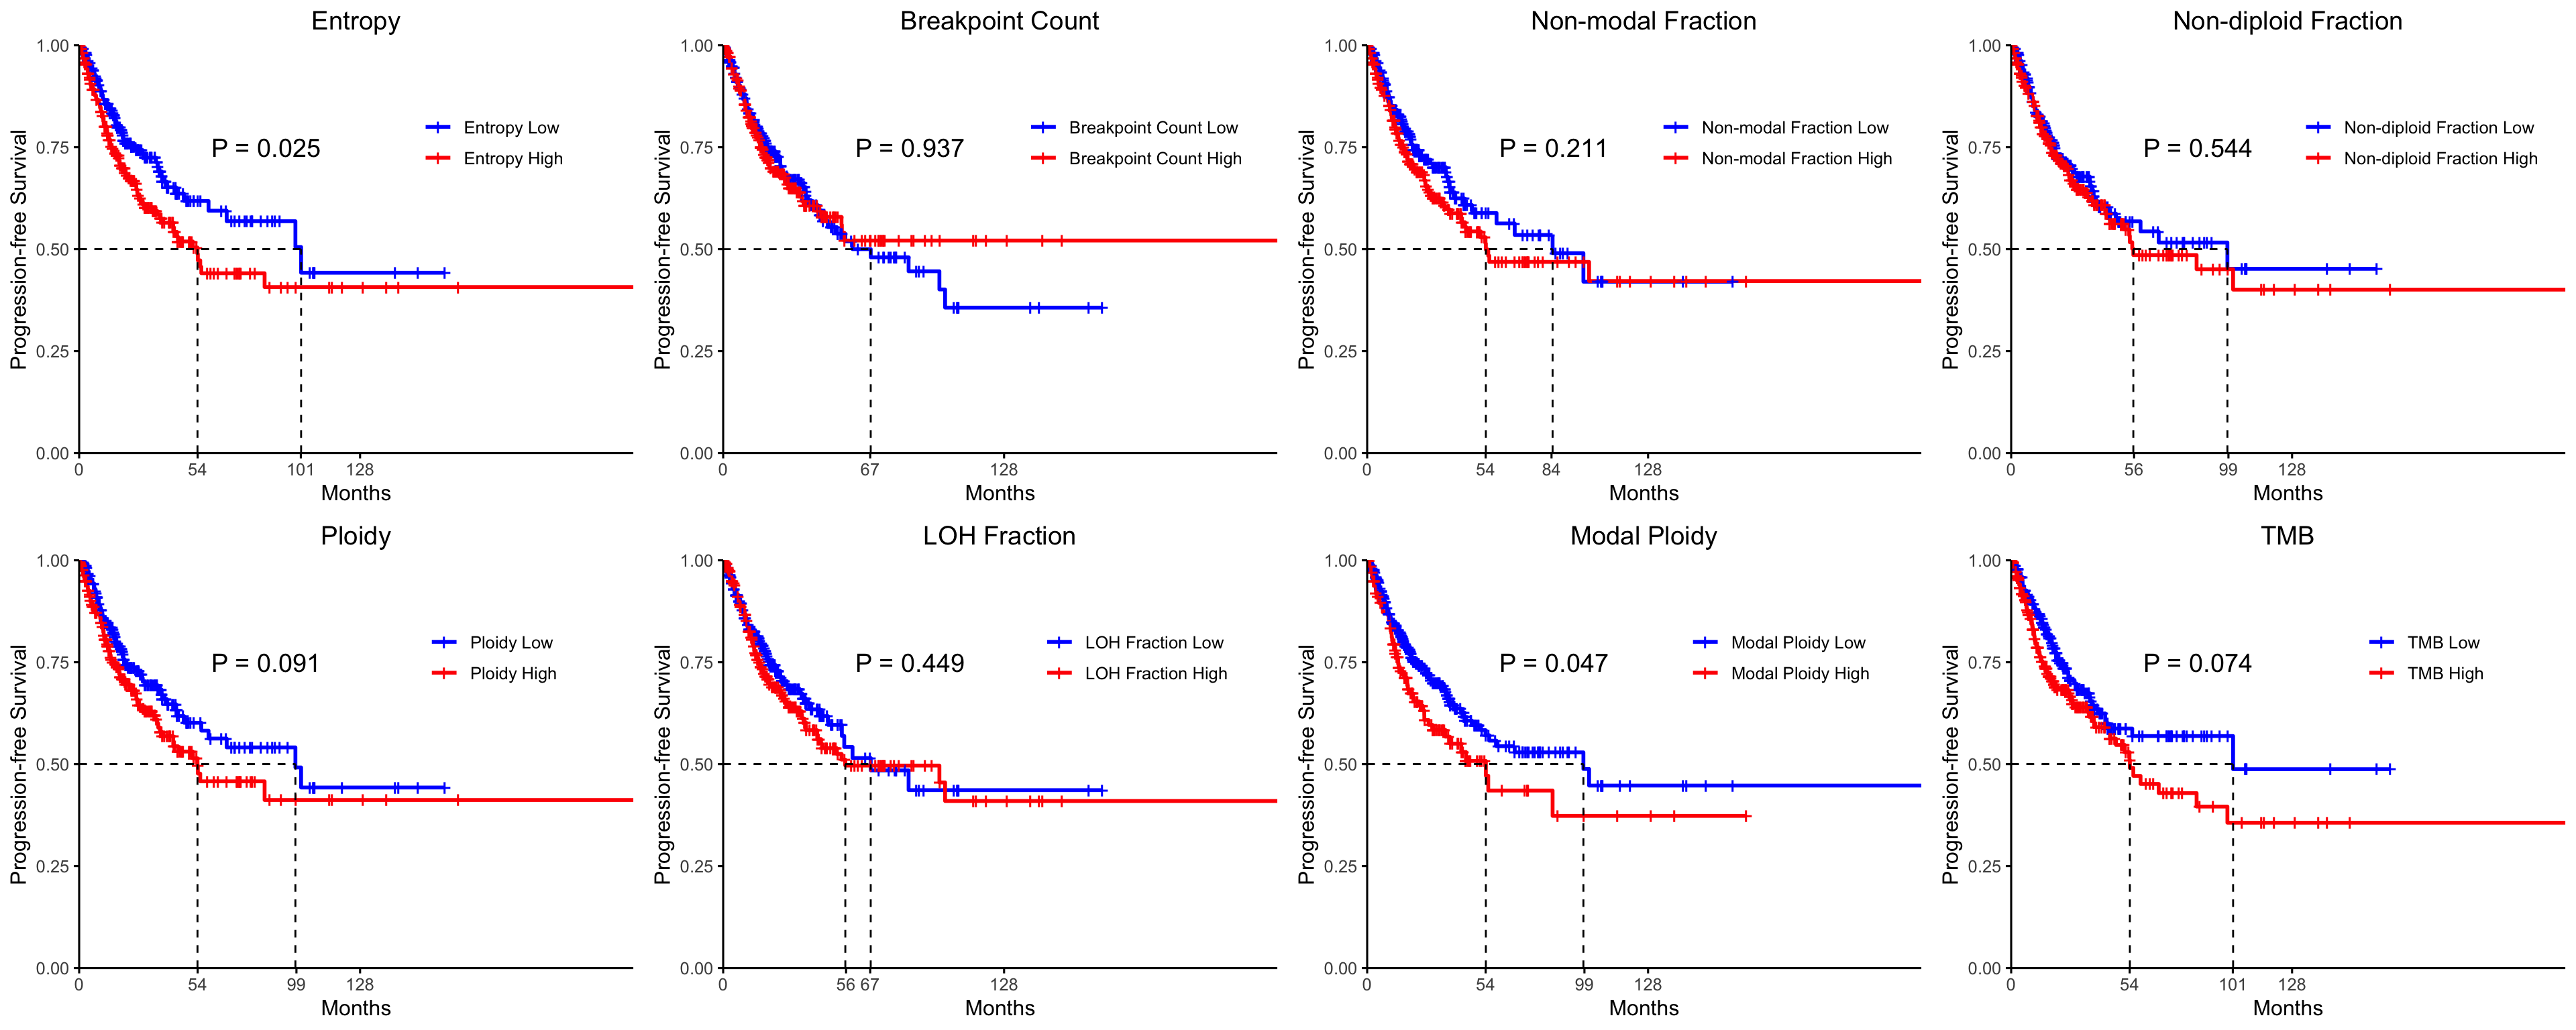 Entropy
Progression-free Survival
1.00
0.75
0.50
0.25
0.00
P = 0.025
Entropy Low
Entropy High
0 54 101 128
Months
Breakpoint Count
Progression-free Survival
1.00
0.75
0.50
0.25
0.00
P = 0.937
Breakpoint Count Low
Breakpoint Count High
0 67 128
Months
Non-modal Fraction
Progression-free Survival
1.00
0.75
0.50
0.25
0.00
P = 0.211
Non-modal Fraction Low
Non-modal Fraction High
0 54 84 128
Months
Non-diploid Fraction
Progression-free Survival
1.00
0.75
0.50
0.25
0.00
P = 0.544
Non-diploid Fraction Low
Non-diploid Fraction High
0 56 99 128
Months
Ploidy
Progression-free Survival
1.00
0.75
0.50
0.25
0.00
P = 0.091
Ploidy Low
Ploidy High
0 54 99 128
Months
LOH Fraction
Progression-free Survival
1.00
0.75
0.50
0.25
0.00
P = 0.449
LOH Fraction Low
LOH Fraction High
0 56 67 128
Months
Modal Ploidy
Progression-free Survival
1.00
0.75
0.50
0.25
0.00
P = 0.047
Modal Ploidy Low
Modal Ploidy High
0 54 99 128
Months
TMB
Progression-free Survival
1.00
0.75
0.50
0.25
0.00
P = 0.074
TMB Low
TMB High
0 54 101 128
Months